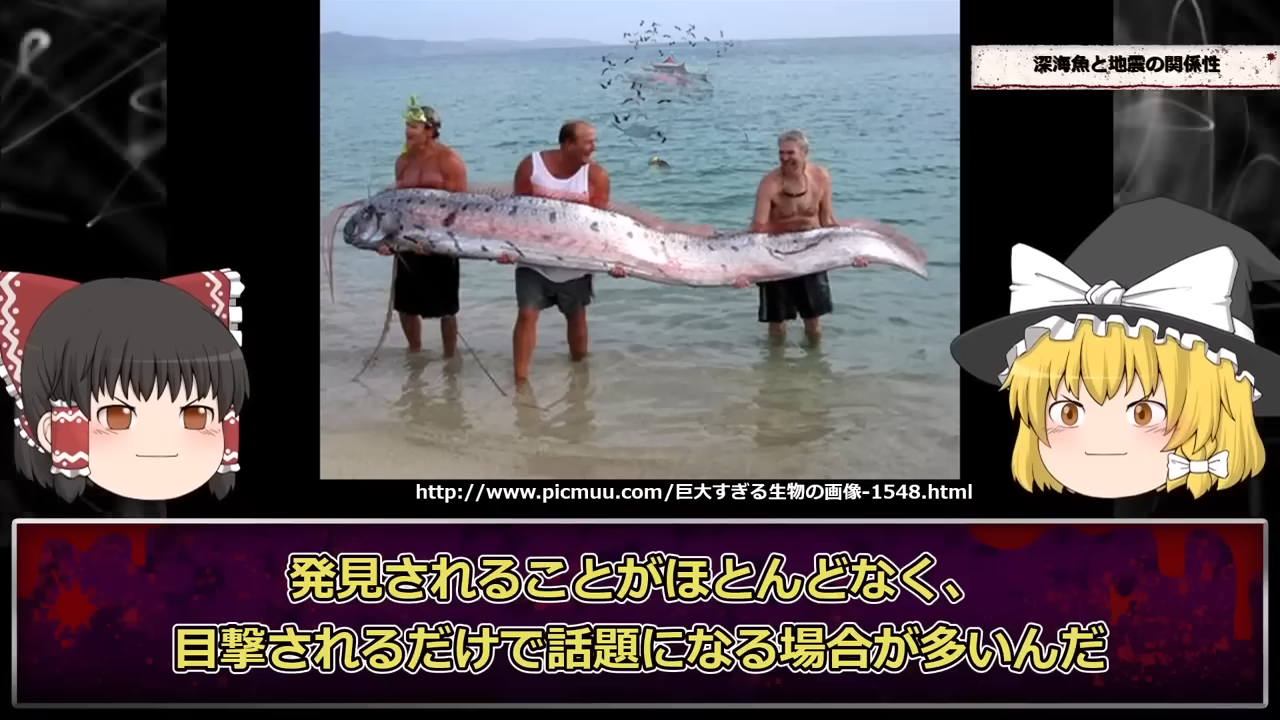 深海魚と地震の関係性
http://www.picmuu.com/巨大すぎる生物の画像-1548.html
発見されることがほとんどなく、
目撃されるだけで話題になる場合が多いんだ